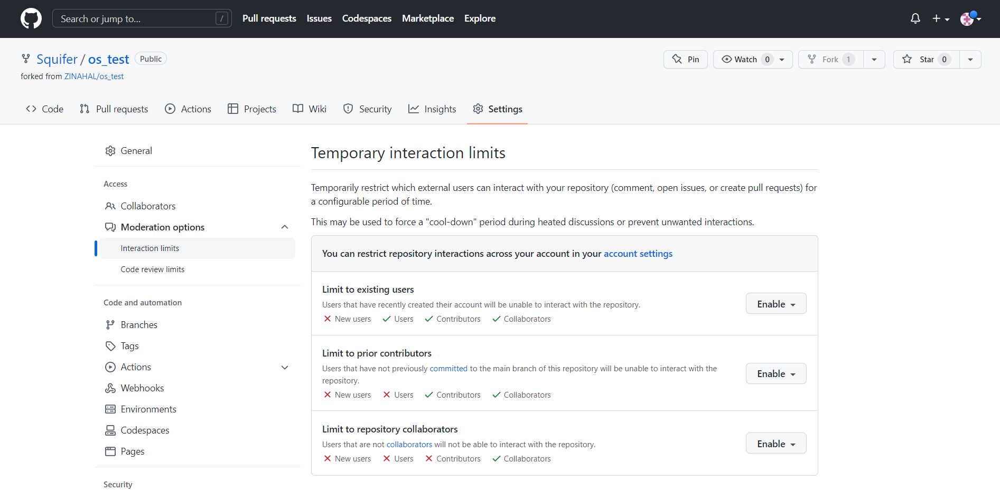 Search or jump to... /
Pull requests Issues Codespaces Marketplace Explore
Squifer / os_test Public
forked from ZINAHAL/os_test
Pin Watch 0 Fork 1 Star 0
Code Pull requests Actions Projects Wiki Security Insights Settings
General
Access
Collaborators
Moderation options
Interaction limits
Code review limits
Code and automation
Branches
Tags
Actions
Webhooks
Environments
Codespaces
Pages
Security
Temporary interaction limits
Temporarily restrict which external users can interact with your repository (comment, open issues, or create pull requests) for
a configurable period of time.
This may be used to force a "cool-down" period during heated discussions or prevent unwanted interactions.
You can restrict repository interactions across your account in your account settings
Limit to existing users
Users that have recently created their account will be unable to interact with the repository.
New users Users Contributors Collaborators
Enable
Limit to prior contributors
Users that have not previously committed to the main branch of this repository will be unable to interact with the
repository.
New users Users Contributors Collaborators
Enable
Limit to repository collaborators
Users that are not collaborators will not be able to interact with the repository.
New users Users Contributors Collaborators
Enable